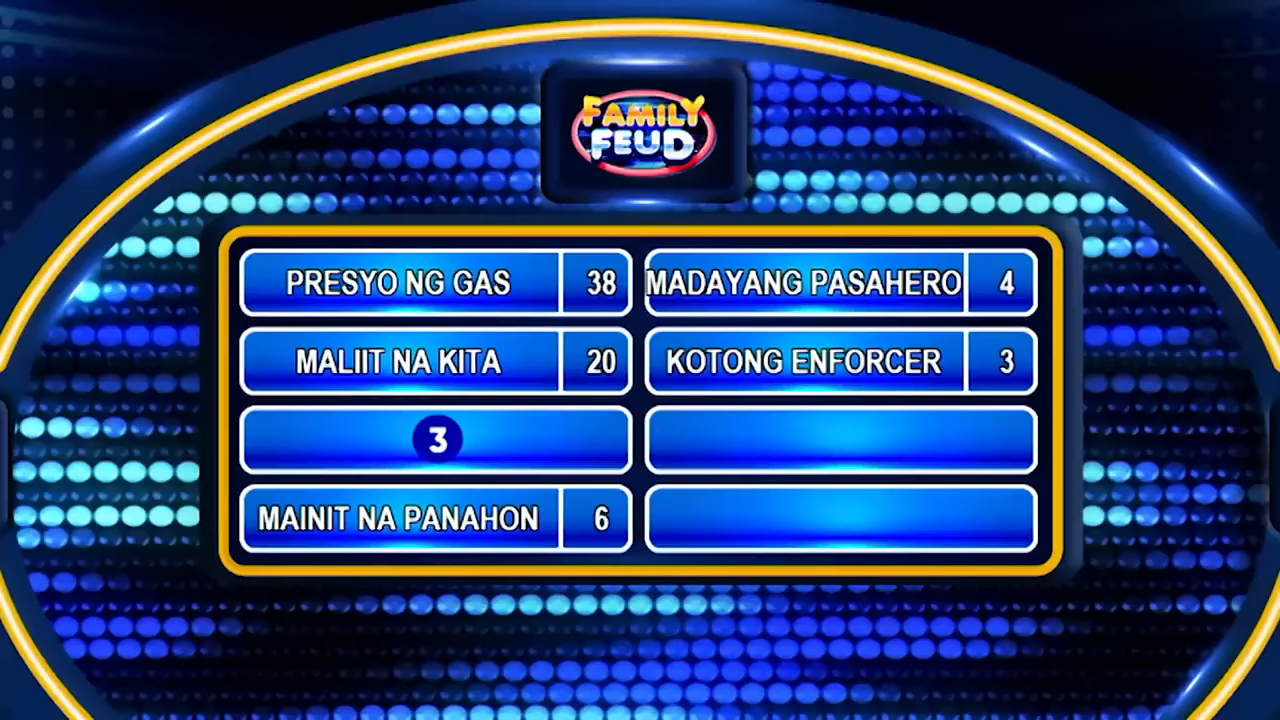 FAMILY
FEUD
PRESYO NG GAS 38
MALIIT NA KITA 20
3
MAINIT NA PANAHON 6
MADAYANG PASAHERO 4
KOTONG ENFORCER 3